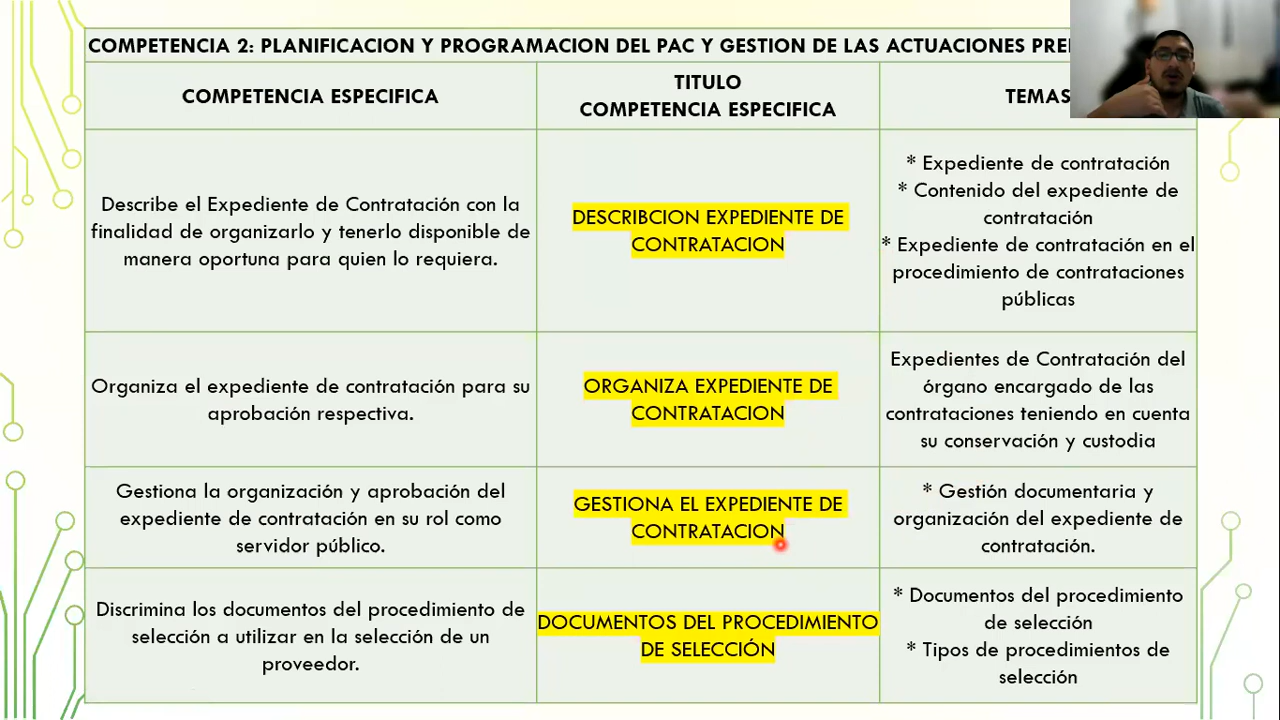 COMPETENCIA 2: PLANIFICACION Y PROGRAMACION DEL PAC Y GESTION DE LAS ACTUACIONES
COMPETENCIA ESPECIFICA
TITULO
COMPETENCIA ESPECIFICA
TEMAS
Describe el Expediente de Contratación con la
finalidad de organizarlo y tenerlo disponible de
manera oportuna para quien lo requiera.
DESCRIBCION EXPEDIENTE DE
CONTRATACION
* Expediente de contratación
* Contenido del expediente de
contratación
* Expediente de contratación en el
procedimiento de contrataciones
públicas
Organiza el expediente de contratación para su
aprobación respectiva.
ORGANIZA EXPEDIENTE DE
CONTRATACION
Expedientes de Contratación del
órgano encargado de las
contrataciones teniendo en cuenta
su conservación y custodia
Gestiona la organización y aprobación del
expediente de contratación en su rol como
servidor público.
GESTIONA EL EXPEDIENTE DE
CONTRATACION
* Gestión documentaria y
organización del expediente de
contratación.
Discrimina los documentos del procedimiento de
selección a utilizar en la selección de un
proveedor.
DOCUMENTOS DEL PROCEDIMIENTO
DE SELECCIÓN
* Documentos del procedimiento
de selección
* Tipos de procedimientos de
selección